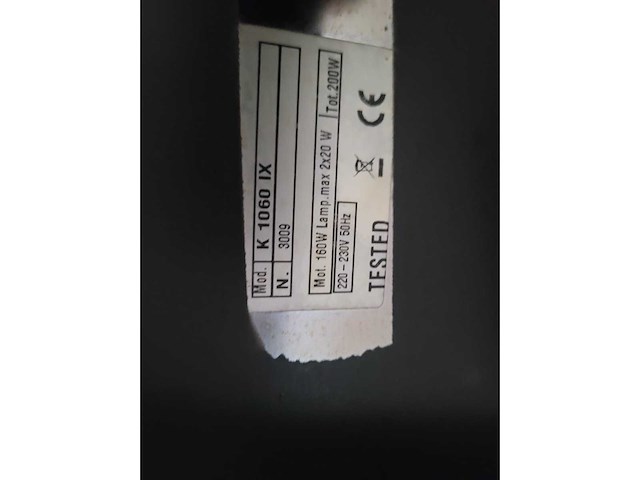 Mod. K 1060 IX
N. 3009
Mot. 160W Lamp.max 2x20 W Tot.200W
220-230V 50Hz
TESTED CE